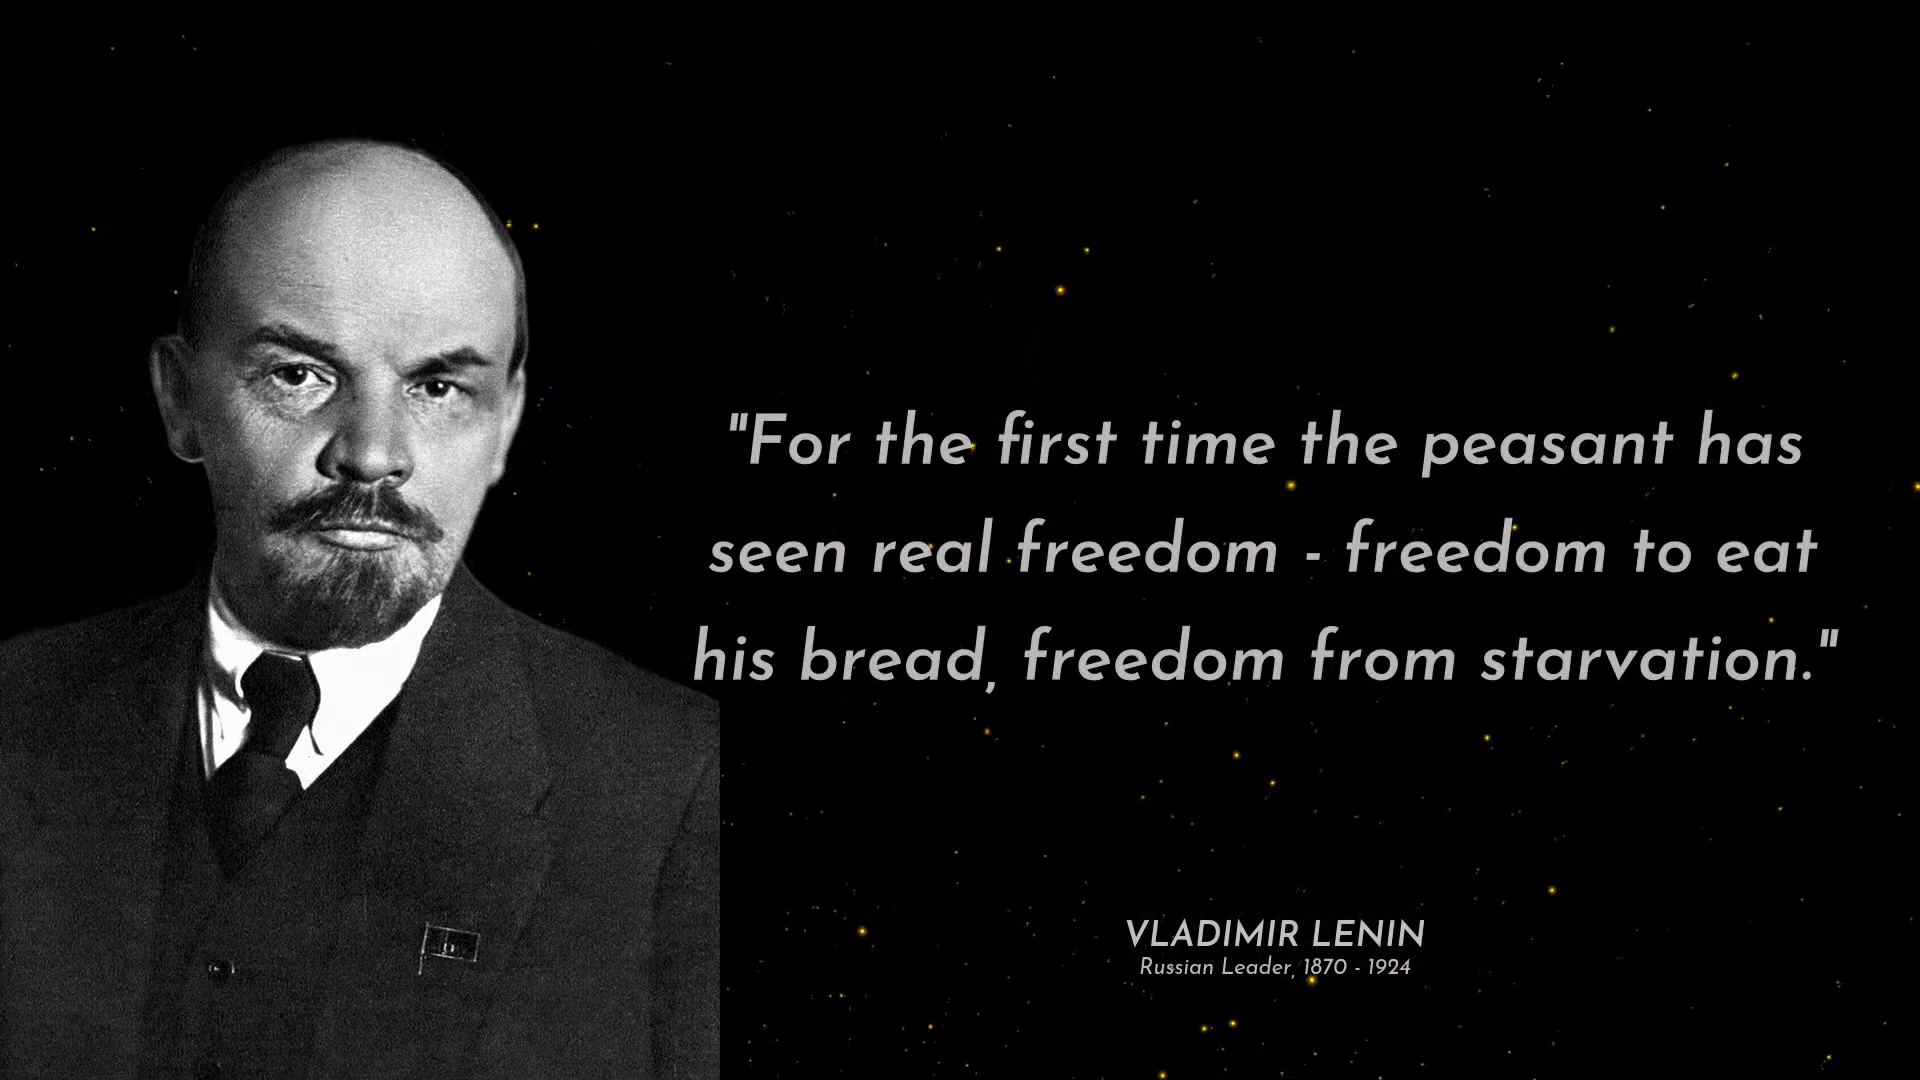 "For the first time the peasant has
seen real freedom - freedom to eat
his bread, freedom from starvation."
VLADIMIR LENIN
Russian Leader, 1870 - 1924